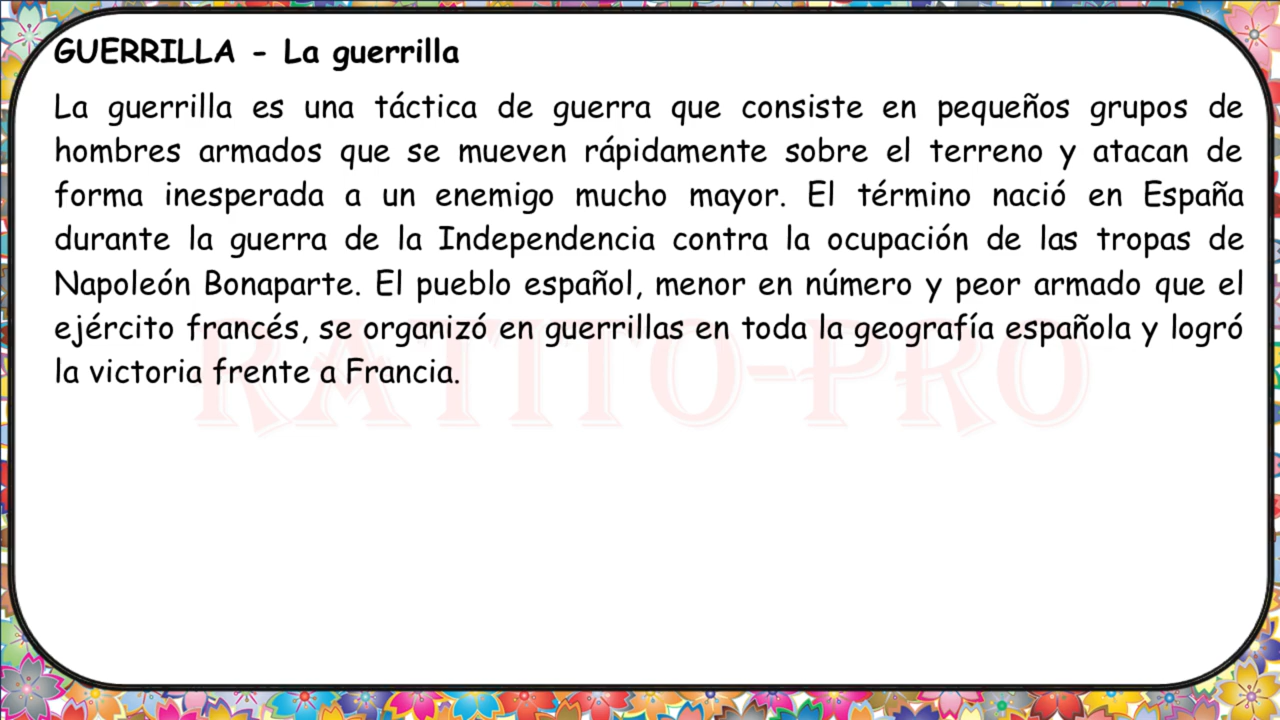 GUERRILLA - La guerrilla
La guerrilla es una táctica de guerra que consiste en pequeños grupos de
hombres armados que se mueven rápidamente sobre el terreno y atacan de
forma inesperada a un enemigo mucho mayor. El término nació en España
durante la guerra de la Independencia contra la ocupación de las tropas de
Napoleón Bonaparte. El pueblo español, menor en número y peor armado que el
ejército francés, se organizó en guerrillas en toda la geografía española y logró
la victoria frente a Francia.
RATITO-PRO